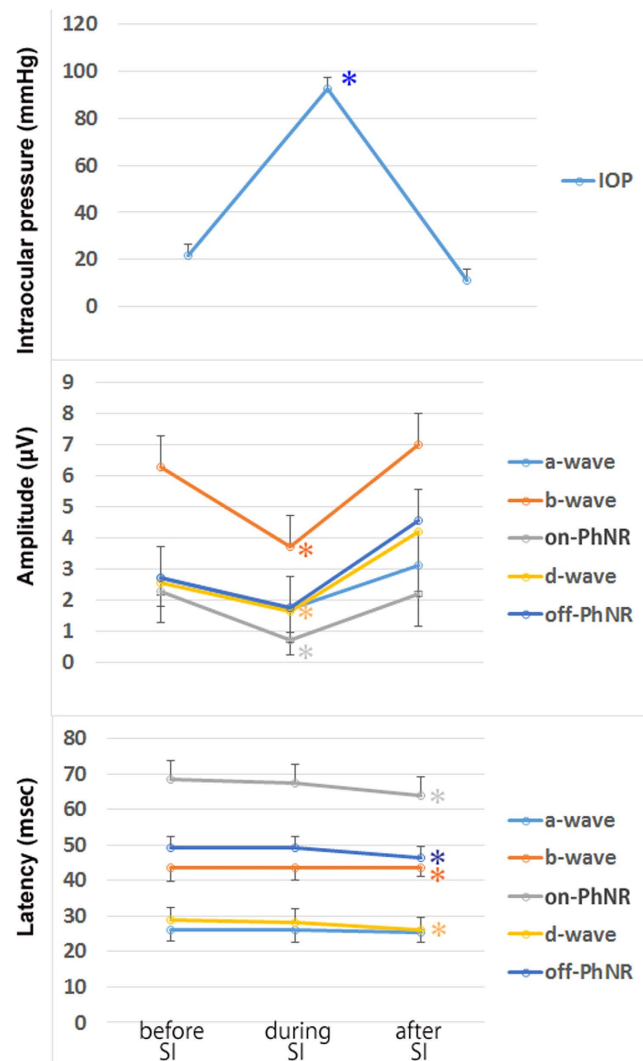 Intraocular pressure (mmHg)
120
100
80
60
40
20
0
*
IOP
Amplitude (µV)
9
8
7
6
5
4
3
2
1
0
*
*
*
a-wave
b-wave
on-PhNR
d-wave
off-PhNR
Latency (msec)
80
70
60
50
40
30
20
10
0
*
*
*
*
a-wave
b-wave
on-PhNR
d-wave
off-PhNR
before during after
SI SI SI